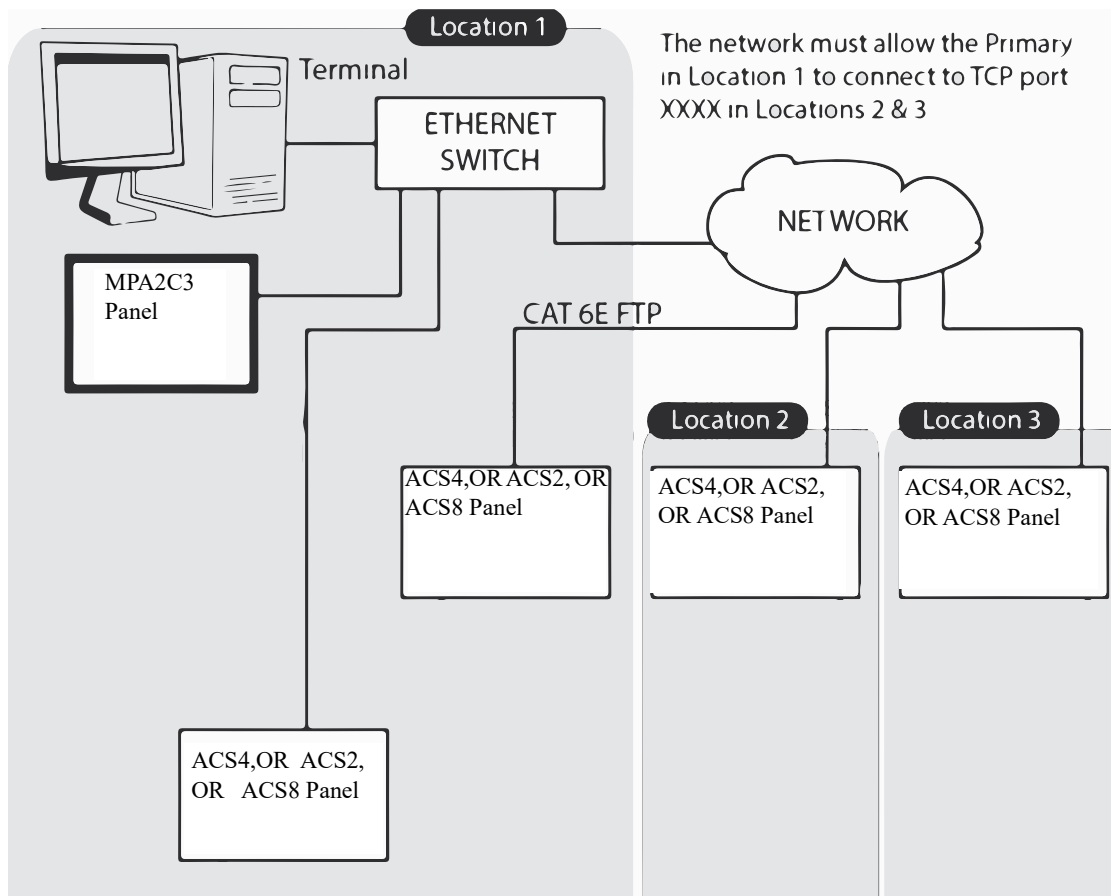 Location 1
The network must allow the Primary
in Location 1 to connect to TCP port
XXXX in Locations 2 & 3
Terminal
ETHERNET
SWITCH
NETWORK
MPA2C3
Panel
CAT 6E FTP
Location 2
Location 3
ACS4,OR ACS2, OR
ACS8 Panel
ACS4,OR ACS2,
OR ACS8 Panel
ACS4,OR ACS2,
OR ACS8 Panel
ACS4,OR ACS2,
OR ACS8 Panel